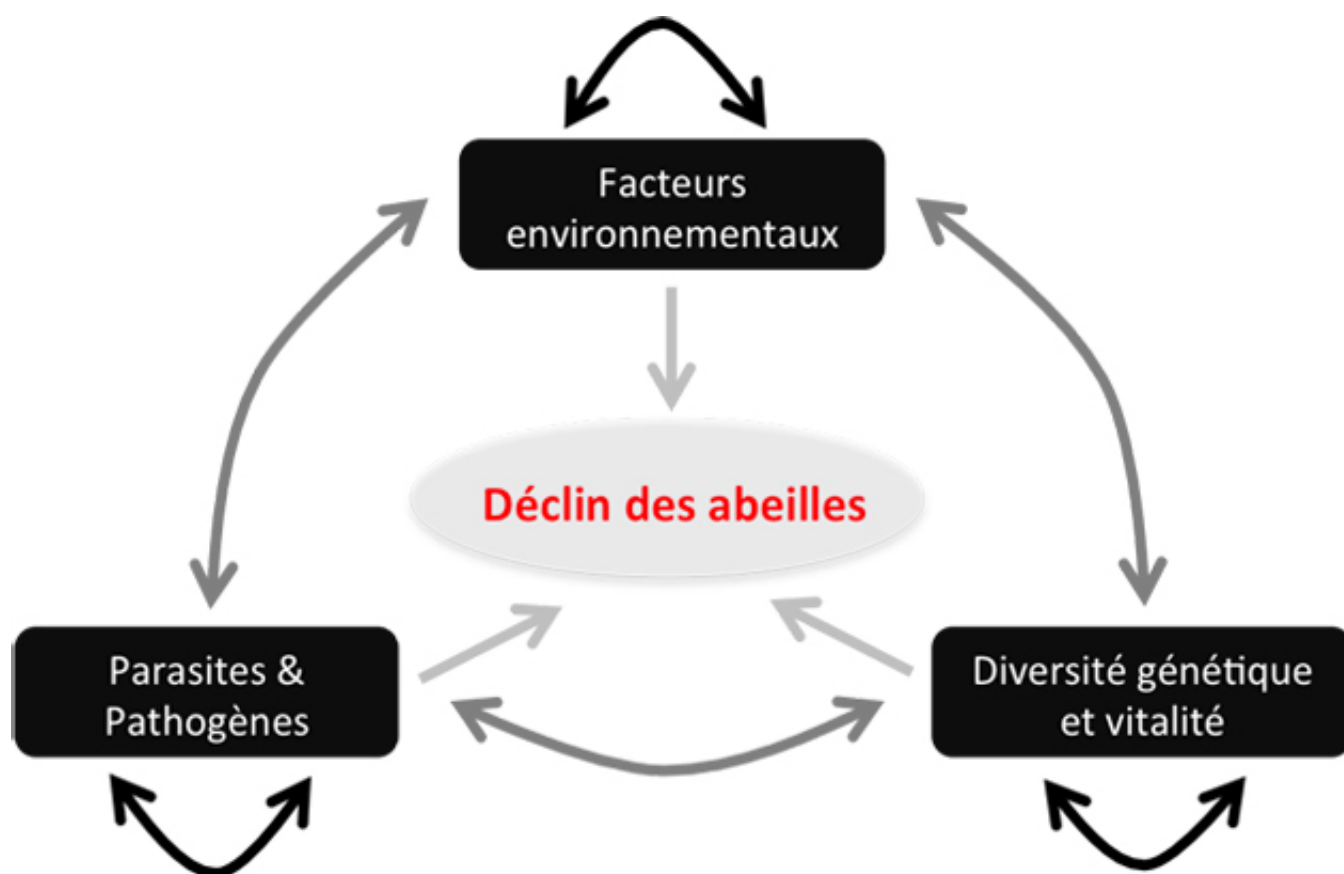 Facteurs
environnementaux
Déclin des abeilles
Parasites &
Pathogènes
Diversité génétique
et vitalité